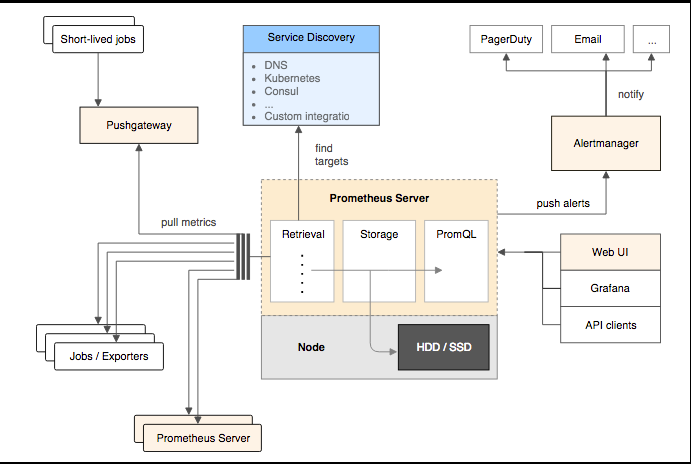 Short-lived jobs
Service Discovery
• DNS
• Kubernetes
• Consul
• ...
• Custom integratio
PagerDuty
Email
...
notify
Pushgateway
Alertmanager
find
targets
pull metrics
Prometheus Server
push alerts
Retrieval
Storage
PromQL
Web UI
Grafana
API clients
Jobs / Exporters
Node
HDD / SSD
Prometheus Server